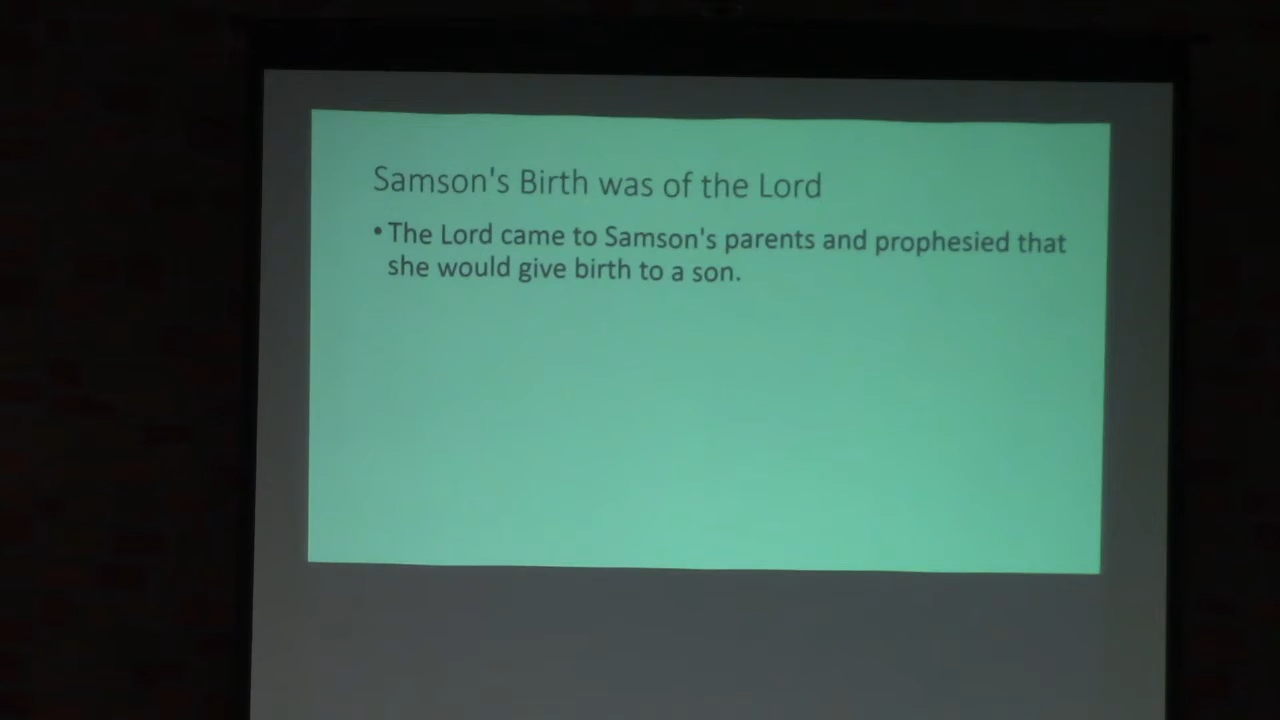 Samson's Birth was of the Lord
• The Lord came to Samson's parents and prophesied that
she would give birth to a son.